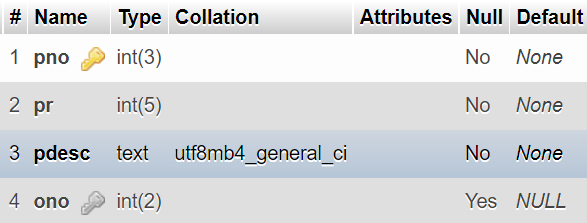 # Name Type Collation Attributes Null Default
1 pno int(3) No None
2 pr int(5) No None
3 pdesc text utf8mb4_general_ci No None
4 ono int(2) Yes NULL